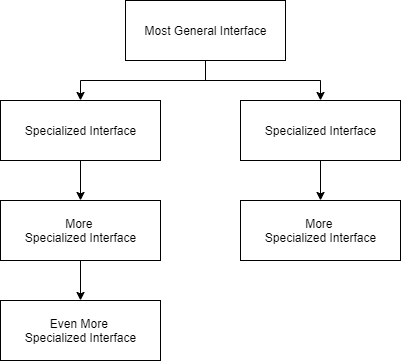 Most General Interface
Specialized Interface
Specialized Interface
More
Specialized Interface
More
Specialized Interface
Even More
Specialized Interface